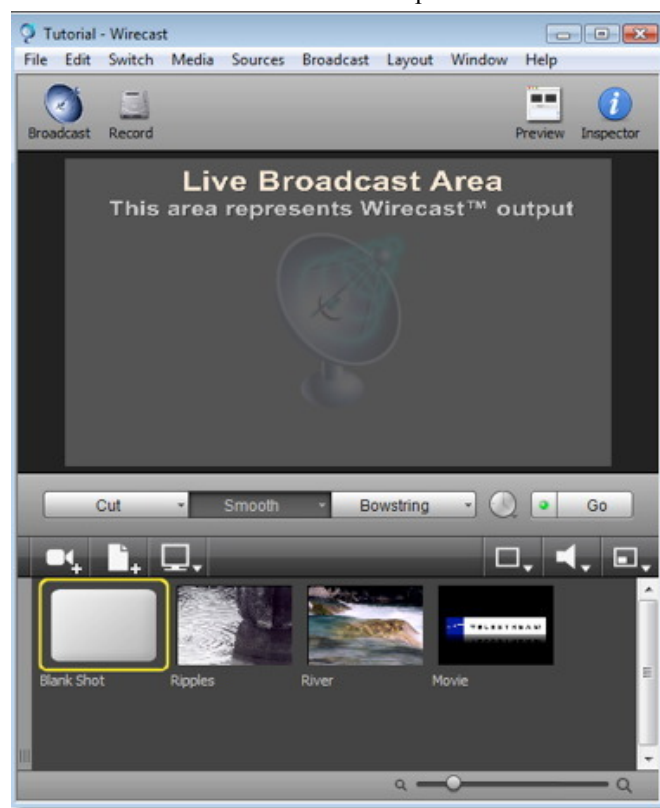 Tutorial - Wirecast
File Edit Switch Media Sources Broadcast Layout Window Help
Broadcast Record Preview Inspector
Live Broadcast Area
This area represents Wirecast™ output
Cut Smooth Bowstring Go
TELESTREAM
Blank Shot Ripples River Movie